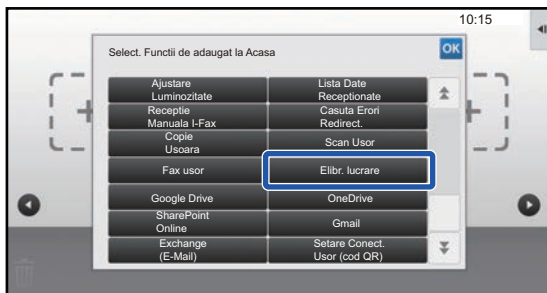 10:15
Select. Functii de adaugat la Acasa
OK
Ajustare
Luminozitate
Lista Date
Receptionate
Receptie
Manuala I-Fax
Casuta Erori
Redirect.
Copie
Usoara
Scan Usor
Fax usor
Elibr. lucrare
Google Drive
OneDrive
SharePoint
Online
Gmail
Exchange
(E-Mail)
Setare Conect.
Usor (cod QR)